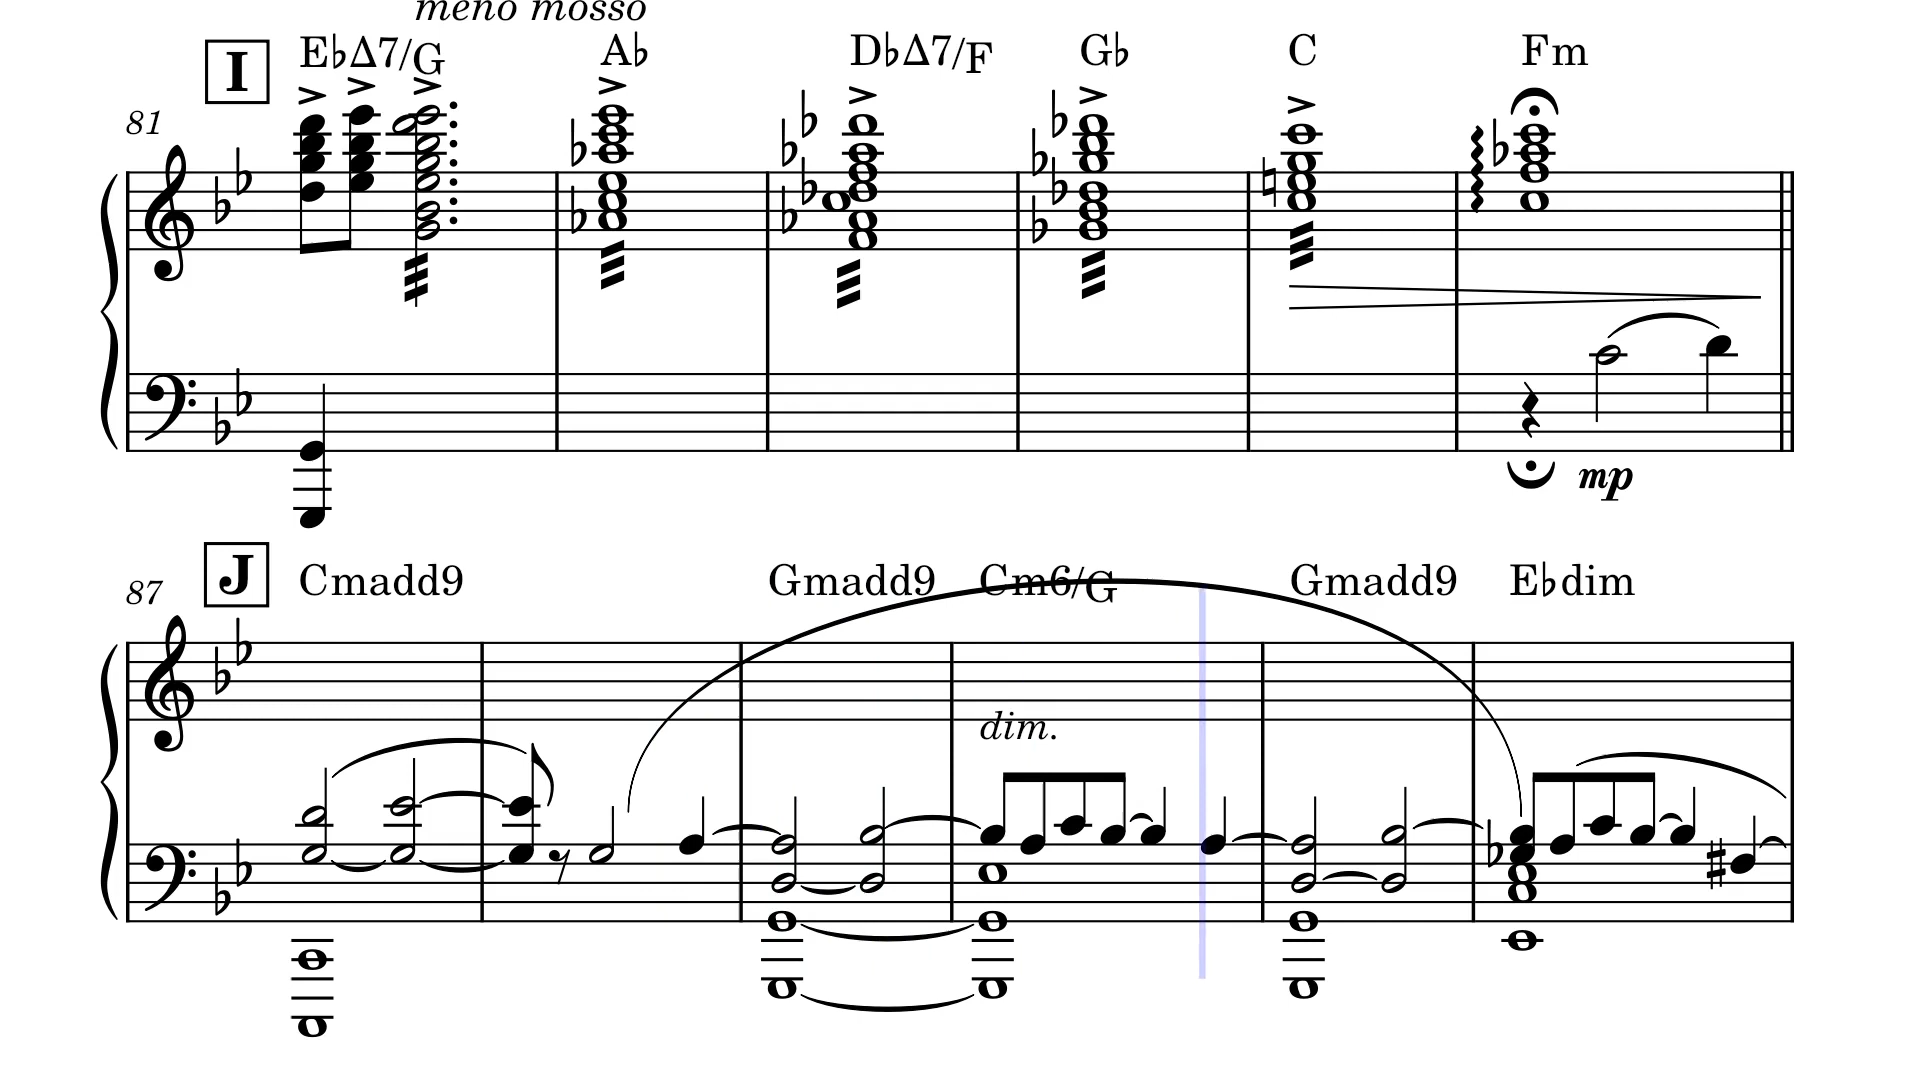 meno mosso
I E♭Δ7/G A♭ D♭Δ7/F G♭ C Fm
81
mp
J Cmadd9 Gmadd9 Cm6/G Gmadd9 E♭dim
87
dim.